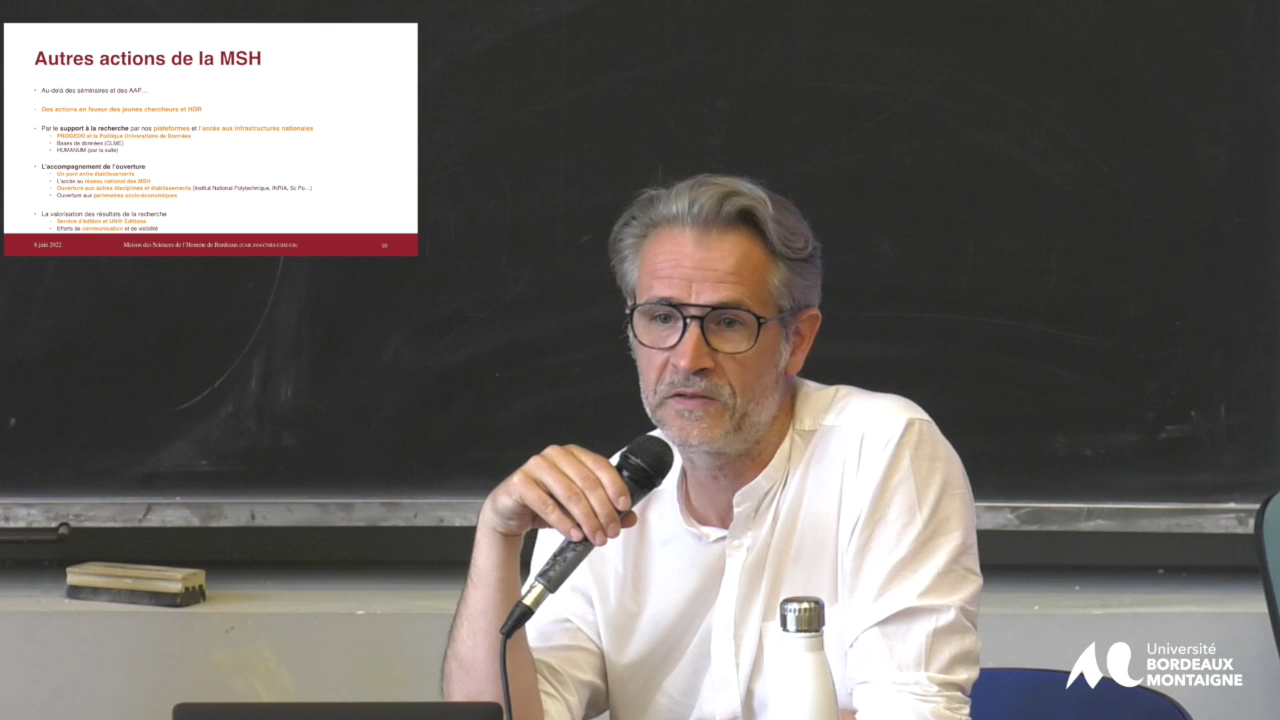 Autres actions de la MSH
• Au-delà des séminaires et des AAP…
• Des actions en faveur des jeunes chercheurs et HDR
• Par le support à la recherche par nos plateformes et l'accès aux infrastructures nationales
• PROGEDO et la Politique Universitaire de Données
• Bases de données (CLME)
• HUMANUM (par la suite)
• L'accompagnement de l'ouverture
• Un pont entre établissements
• L'accès au réseau national des MSH
• Ouverture aux autres disciplines et établissements (Institut National Polytechnique, INRIA, Sc Po…)
• Ouverture aux partenaires socio-économiques
• La valorisation des résultats de la recherche
• Service d'édition et UN@ Editions
• Efforts de communication et de visibilité
8 juin 2022 Maison des Sciences de l'Homme de Bordeaux
Université
BORDEAUX
MONTAIGNE